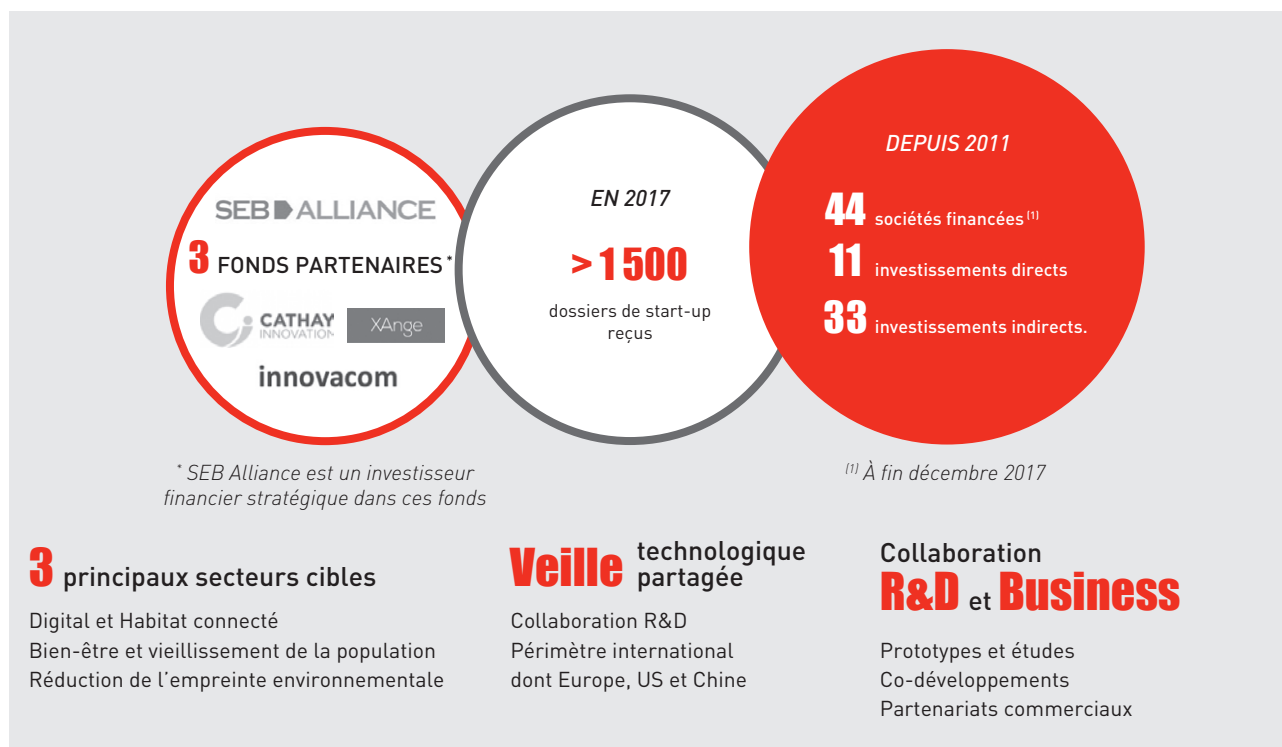 SEB ALLIANCE
3 FONDS PARTENAIRES *
CATHAY
INNOVATION
XAnge
innovacom
EN 2017
> 1 500
dossiers de start-up
reçus
DEPUIS 2011
44 sociétés financées (1)
11 investissements directs
33 investissements indirects.
* SEB Alliance est un investisseur
financier stratégique dans ces fonds
(1) À fin décembre 2017
3 principaux secteurs cibles
Digital et Habitat connecté
Bien-être et vieillissement de la population
Réduction de l'empreinte environnementale
Veille technologique
partagée
Collaboration R&D
Périmètre international
dont Europe, US et Chine
Collaboration
R&D et Business
Prototypes et études
Co-développements
Partenariats commerciaux